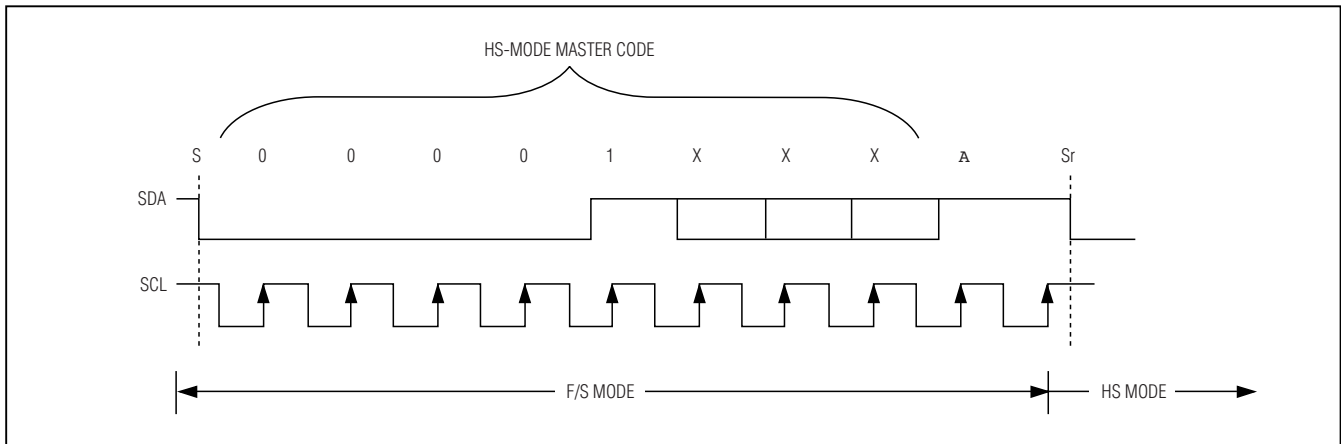 HS-MODE MASTER CODE
S 0 0 0 0 1 X X X A Sr
SDA
SCL
F/S MODE HS MODE